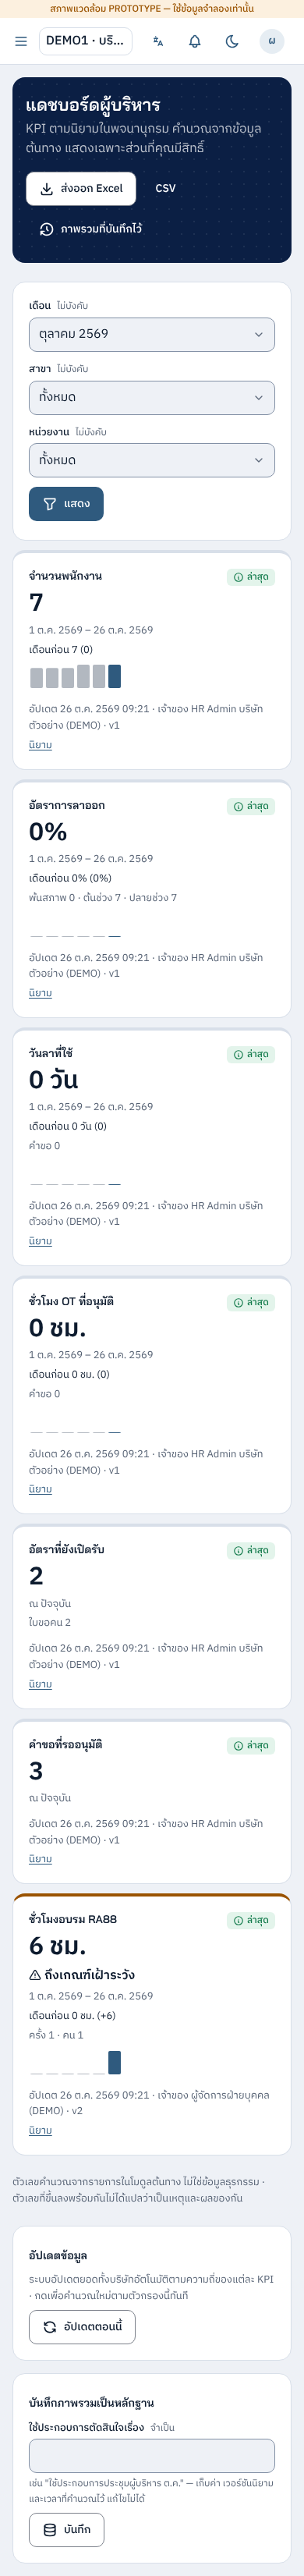 สภาพแวดล้อม PROTOTYPE — ใช้ข้อมูลจำลองเท่านั้น
DEMO1 · บริ...
ผ
แดชบอร์ดผู้บริหาร
KPI ตามนิยามในพจนานุกรม คำนวณจากข้อมูล
ต้นทาง แสดงเฉพาะส่วนที่คุณมีสิทธิ์
ส่งออก Excel
CSV
ภาพรวมที่บันทึกไว้
เดือน ไม่บังคับ
ตุลาคม 2569
สาขา ไม่บังคับ
ทั้งหมด
หน่วยงาน ไม่บังคับ
ทั้งหมด
แสดง
จำนวนพนักงาน
ล่าสุด
7
1 ต.ค. 2569 – 26 ต.ค. 2569
เดือนก่อน 7 (0)
อัปเดต 26 ต.ค. 2569 09:21 · เจ้าของ HR Admin บริษัท
ตัวอย่าง (DEMO) · v1
นิยาม
อัตราการลาออก
ล่าสุด
0%
1 ต.ค. 2569 – 26 ต.ค. 2569
เดือนก่อน 0% (0%)
พ้นสภาพ 0 · ต้นช่วง 7 · ปลายช่วง 7
อัปเดต 26 ต.ค. 2569 09:21 · เจ้าของ HR Admin บริษัท
ตัวอย่าง (DEMO) · v1
นิยาม
วันลาที่ใช้
ล่าสุด
0 วัน
1 ต.ค. 2569 – 26 ต.ค. 2569
เดือนก่อน 0 วัน (0)
คำขอ 0
อัปเดต 26 ต.ค. 2569 09:21 · เจ้าของ HR Admin บริษัท
ตัวอย่าง (DEMO) · v1
นิยาม
ชั่วโมง OT ที่อนุมัติ
ล่าสุด
0 ชม.
1 ต.ค. 2569 – 26 ต.ค. 2569
เดือนก่อน 0 ชม. (0)
คำขอ 0
อัปเดต 26 ต.ค. 2569 09:21 · เจ้าของ HR Admin บริษัท
ตัวอย่าง (DEMO) · v1
นิยาม
อัตราที่ยังเปิดรับ
ล่าสุด
2
ณ ปัจจุบัน
ใบขอคน 2
อัปเดต 26 ต.ค. 2569 09:21 · เจ้าของ HR Admin บริษัท
ตัวอย่าง (DEMO) · v1
นิยาม
คำขอที่รออนุมัติ
ล่าสุด
3
ณ ปัจจุบัน
อัปเดต 26 ต.ค. 2569 09:21 · เจ้าของ HR Admin บริษัท
ตัวอย่าง (DEMO) · v1
นิยาม
ชั่วโมงอบรม RA88
ล่าสุด
6 ชม.
ถึงเกณฑ์เฝ้าระวัง
1 ต.ค. 2569 – 26 ต.ค. 2569
เดือนก่อน 0 ชม. (+6)
ครั้ง 1 · คน 1
อัปเดต 26 ต.ค. 2569 09:21 · เจ้าของ ผู้จัดการฝ่ายบุคคล
(DEMO) · v2
นิยาม
ตัวเลขคำนวณจากรายการในโมดูลต้นทาง ไม่ใช่ข้อมูลธุรกรรม ·
ตัวเลขที่ขึ้นลงพร้อมกันไม่ได้แปลว่าเป็นเหตุและผลของกัน
อัปเดตข้อมูล
ระบบอัปเดตยอดทั้งบริษัทอัตโนมัติตามความถี่ของแต่ละ KPI
· กดเพื่อคำนวณใหม่ตามตัวกรองนี้ทันที
อัปเดตตอนนี้
บันทึกภาพรวมเป็นหลักฐาน
ใช้ประกอบการตัดสินใจเรื่อง จำเป็น
เช่น "ใช้ประกอบการประชุมผู้บริหาร ต.ค." — เก็บค่า เวอร์ชันนิยาม
และเวลาที่คำนวณไว้ แก้ไขไม่ได้
บันทึก